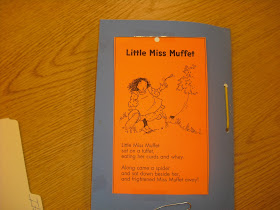 Little Miss Muffet
Little Miss Muffet
sat on a tuffet,
eating her curds and whey.
Along came a spider
and sat down beside her,
and frightened Miss Muffet away!